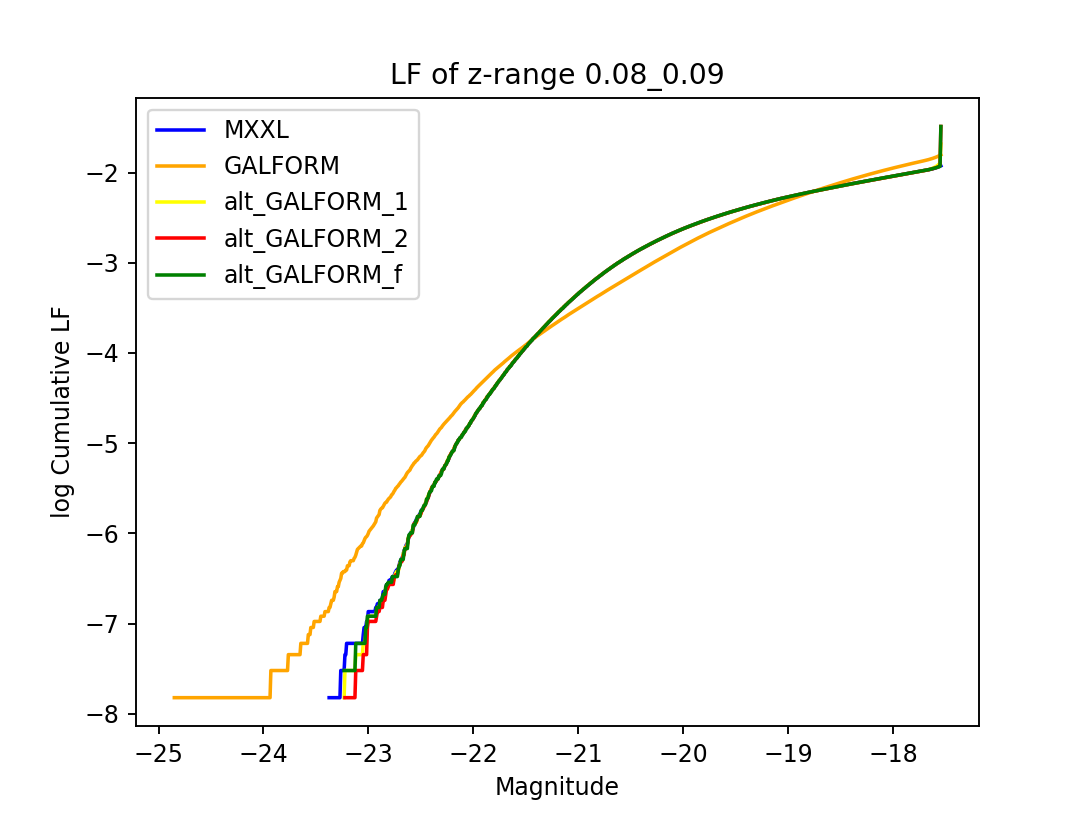 LF of z-range 0.08_0.09
MXXL
GALFORM
alt_GALFORM_1
alt_GALFORM_2
alt_GALFORM_f
log Cumulative LF
−2
−3
−4
−5
−6
−7
−8
−25 −24 −23 −22 −21 −20 −19 −18
Magnitude